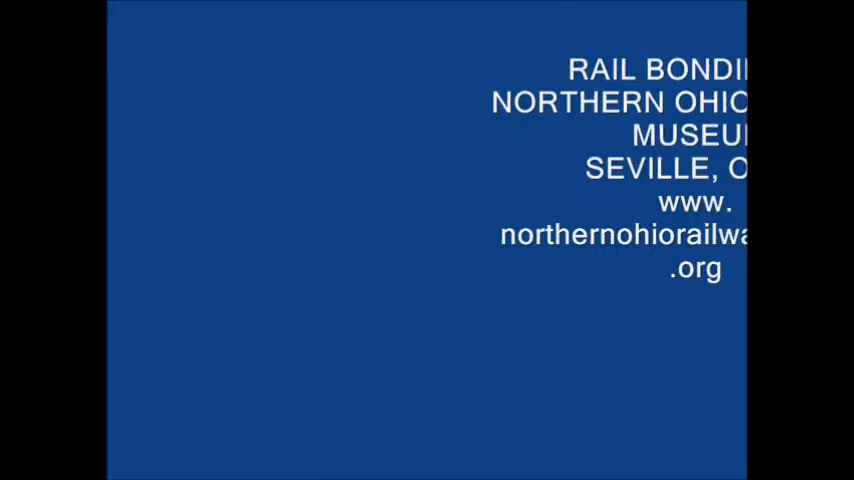 RAIL BONDI
NORTHERN OHIO
MUSEU
SEVILLE, O
www.
northernohiorailwa
.org